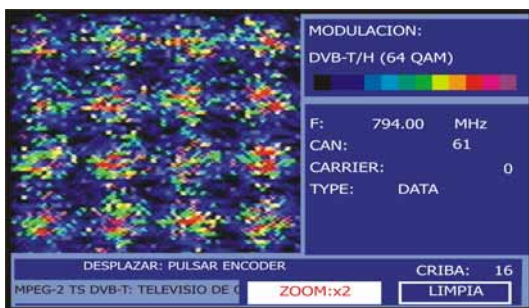 MODULACION:
DVB-T/H (64 QAM)
F: 794.00 MHz
CAN: 61
CARRIER: 0
TYPE: DATA
DESPLAZAR: PULSAR ENCODER
CRIBA: 16
MPEG-2 TS DVB-T: TELEVISIO DE
ZOOM:x2
LIMPIA